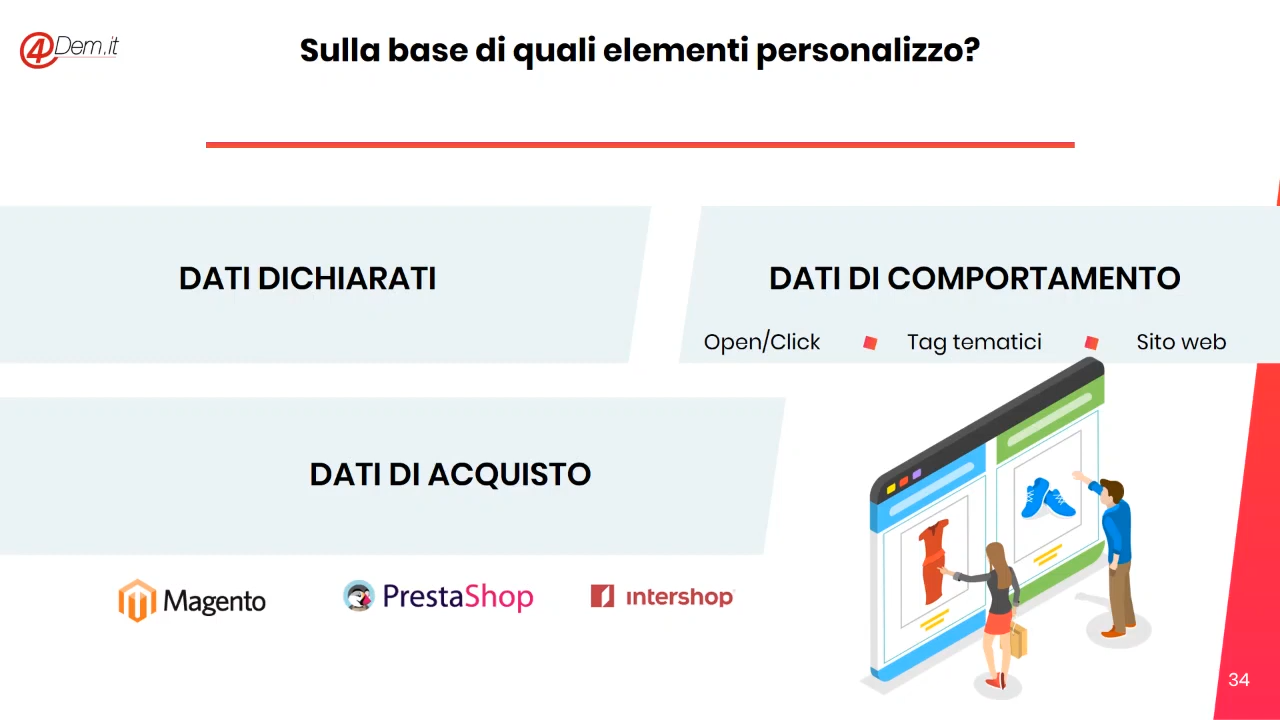 4Dem.it
Sulla base di quali elementi personalizzo?
DATI DICHIARATI
DATI DI COMPORTAMENTO
Open/Click Tag tematici Sito web
DATI DI ACQUISTO
Magento PrestaShop intershop
34